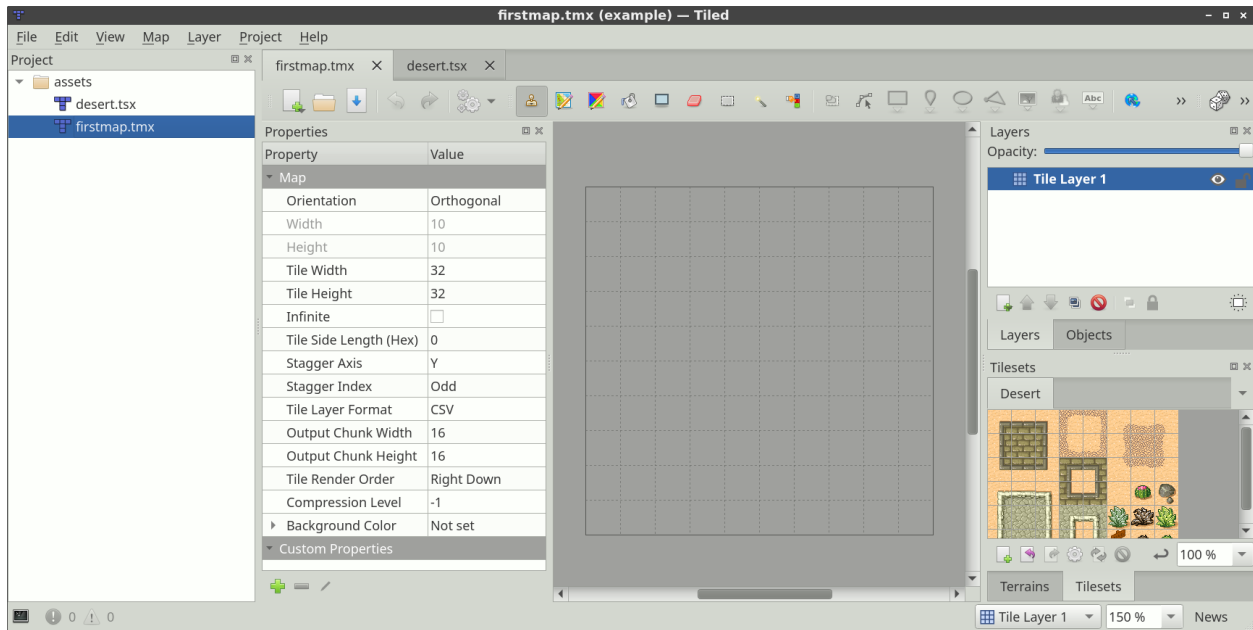 firstmap.tmx (example) — Tiled
File Edit View Map Layer Project Help
Project
assets
desert.tsx
firstmap.tmx
firstmap.tmx desert.tsx
Abc
Properties
Property Value
Map
Orientation Orthogonal
Width 10
Height 10
Tile Width 32
Tile Height 32
Infinite
Tile Side Length (Hex) 0
Stagger Axis Y
Stagger Index Odd
Tile Layer Format CSV
Output Chunk Width 16
Output Chunk Height 16
Tile Render Order Right Down
Compression Level -1
Background Color Not set
Custom Properties
Layers
Opacity:
Tile Layer 1
Layers Objects
Tilesets
Desert
100 %
Terrains Tilesets
0 0
Tile Layer 1 150 % News